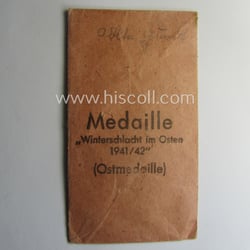 www.hiscoll.com
Medaille
„Winterschlacht im Osten
1941/42"
(Ostmedaille)